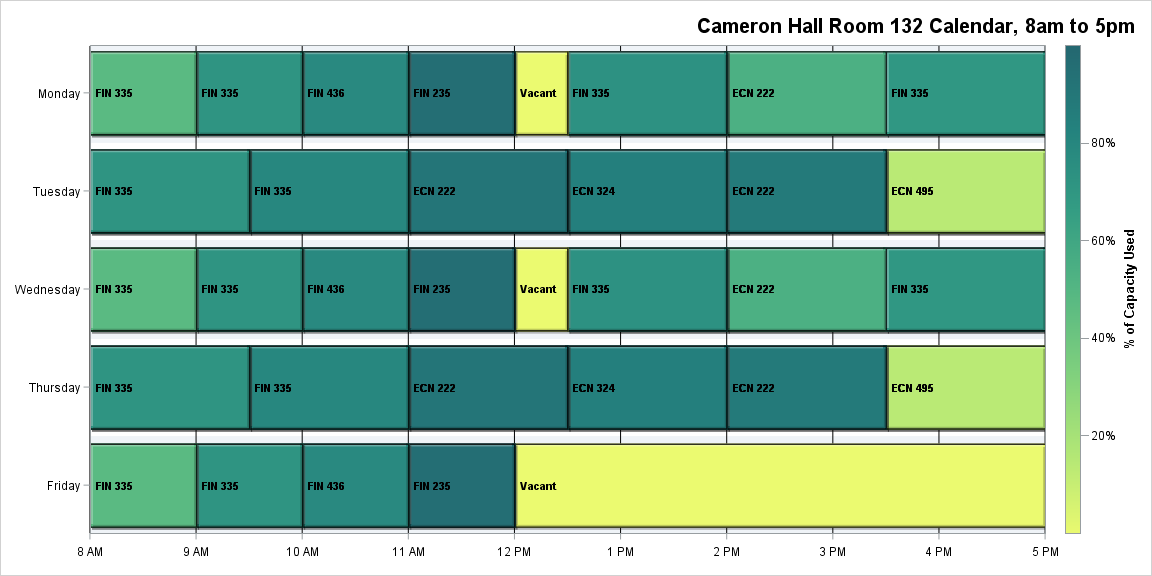 Cameron Hall Room 132 Calendar, 8am to 5pm
Monday
FIN 335
FIN 335
FIN 436
FIN 235
Vacant
FIN 335
ECN 222
FIN 335
Tuesday
FIN 335
FIN 335
ECN 222
ECN 324
ECN 222
ECN 495
Wednesday
FIN 335
FIN 335
FIN 436
FIN 235
Vacant
FIN 335
ECN 222
FIN 335
Thursday
FIN 335
FIN 335
ECN 222
ECN 324
ECN 222
ECN 495
Friday
FIN 335
FIN 335
FIN 436
FIN 235
Vacant
8 AM
9 AM
10 AM
11 AM
12 PM
1 PM
2 PM
3 PM
4 PM
5 PM
80%
60%
40%
20%
% of Capacity Used